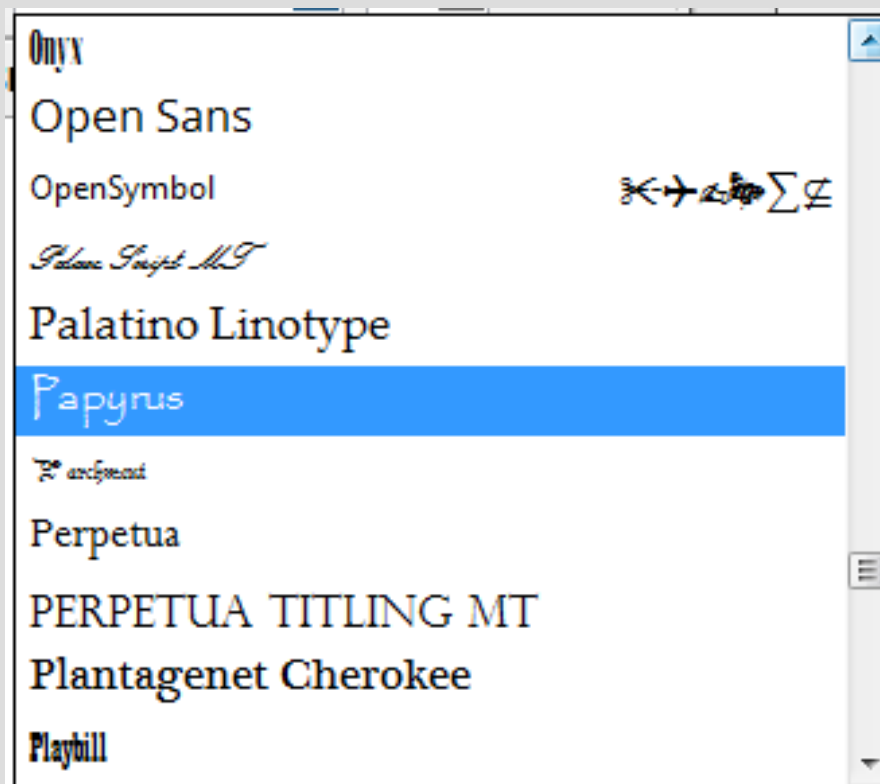 Onyx
Open Sans
OpenSymbol
Palace Script MT
Palatino Linotype
Papyrus
Parchment
Perpetua
PERPETUA TITLING MT
Plantagenet Cherokee
Playbill